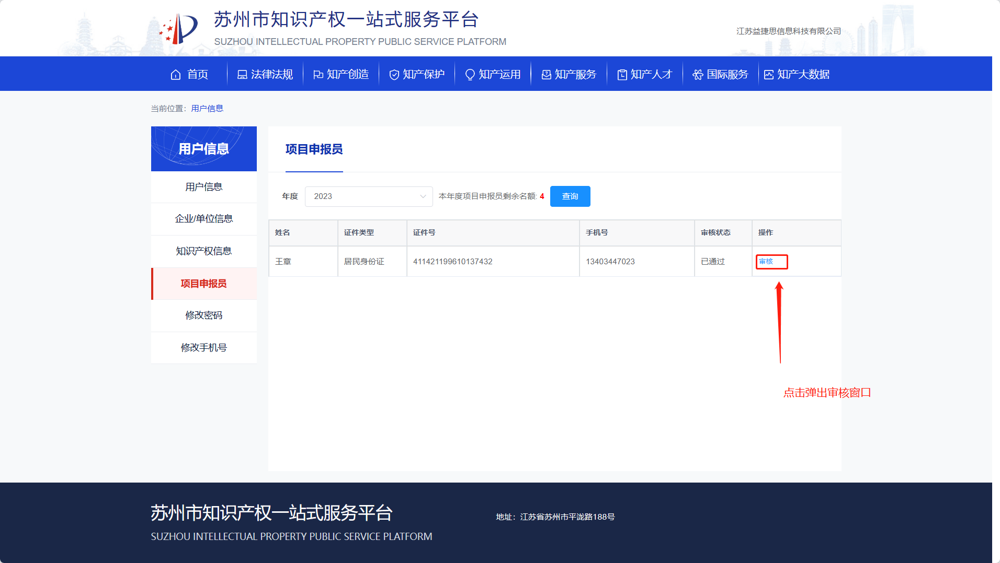 苏州市知识产权一站式服务平台
SUZHOU INTELLECTUAL PROPERTY PUBLIC SERVICE PLATFORM
江苏益捷思信息科技有限公司
首页 法律法规 知产创造 知产保护 知产运用 知产服务 知产人才 国际服务 知产大数据
当前位置：用户信息
用户信息
用户信息
企业/单位信息
知识产权信息
项目申报员
修改密码
修改手机号
项目申报员
年度 2023 本年度项目申报员剩余名额: 4 查询
姓名 证件类型 证件号 手机号 审核状态 操作
王章 居民身份证 411421199610137432 13403447023 已通过 审核
点击弹出审核窗口
苏州市知识产权一站式服务平台
SUZHOU INTELLECTUAL PROPERTY PUBLIC SERVICE PLATFORM
地址：江苏省苏州市平泷路188号